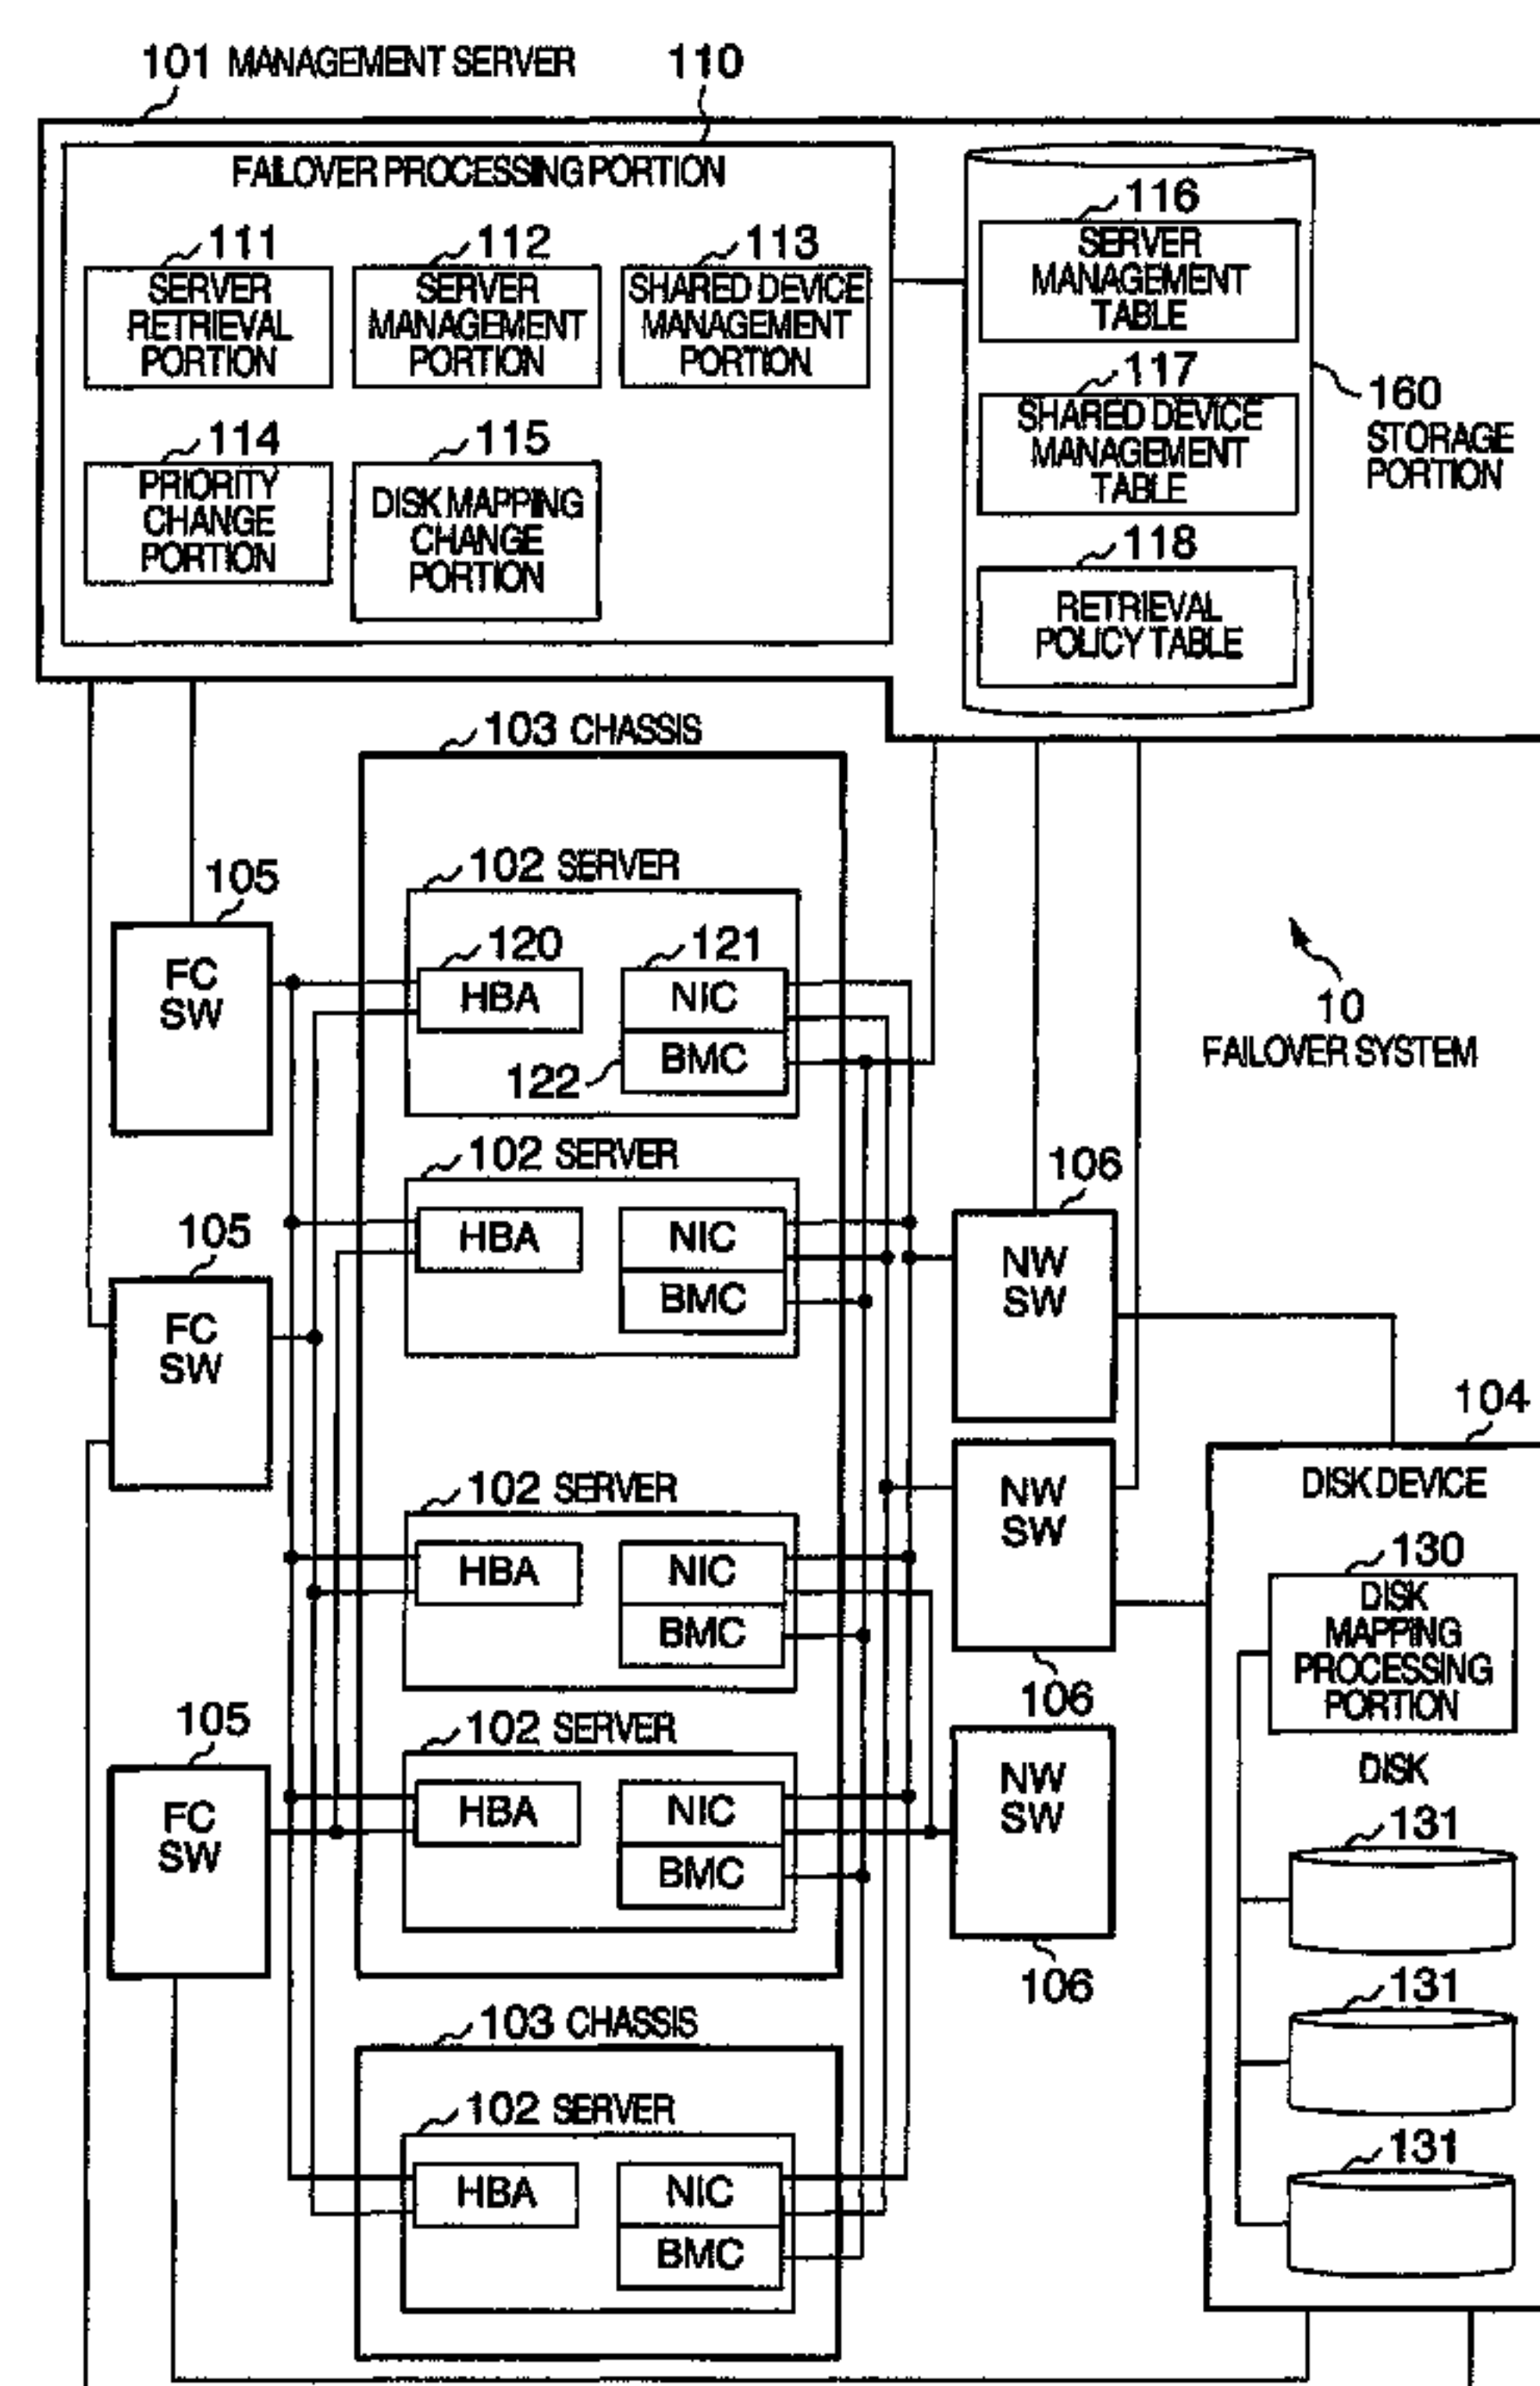 101 MANAGEMENT SERVER
110
FAILOVER PROCESSING PORTION
111
SERVER
RETRIEVAL
PORTION
112
SERVER
MANAGEMENT
PORTION
113
SHARED DEVICE
MANAGEMENT
PORTION
114
PRIORITY
CHANGE
PORTION
115
DISK MAPPING
CHANGE
PORTION
116
SERVER
MANAGEMENT
TABLE
117
SHARED DEVICE
MANAGEMENT
TABLE
118
RETRIEVAL
POLICY TABLE
160
STORAGE
PORTION
103 CHASSIS
102 SERVER
120
HBA
121
NIC
BMC
122
105
FC
SW
10
FAILOVER SYSTEM
102 SERVER
HBA
NIC
BMC
105
FC
SW
106
NW
SW
102 SERVER
HBA
NIC
BMC
NW
SW
106
104
DISK DEVICE
130
DISK
MAPPING
PROCESSING
PORTION
DISK
131
131
131
105
FC
SW
102 SERVER
HBA
NIC
BMC
NW
SW
106
103 CHASSIS
102 SERVER
HBA
NIC
BMC